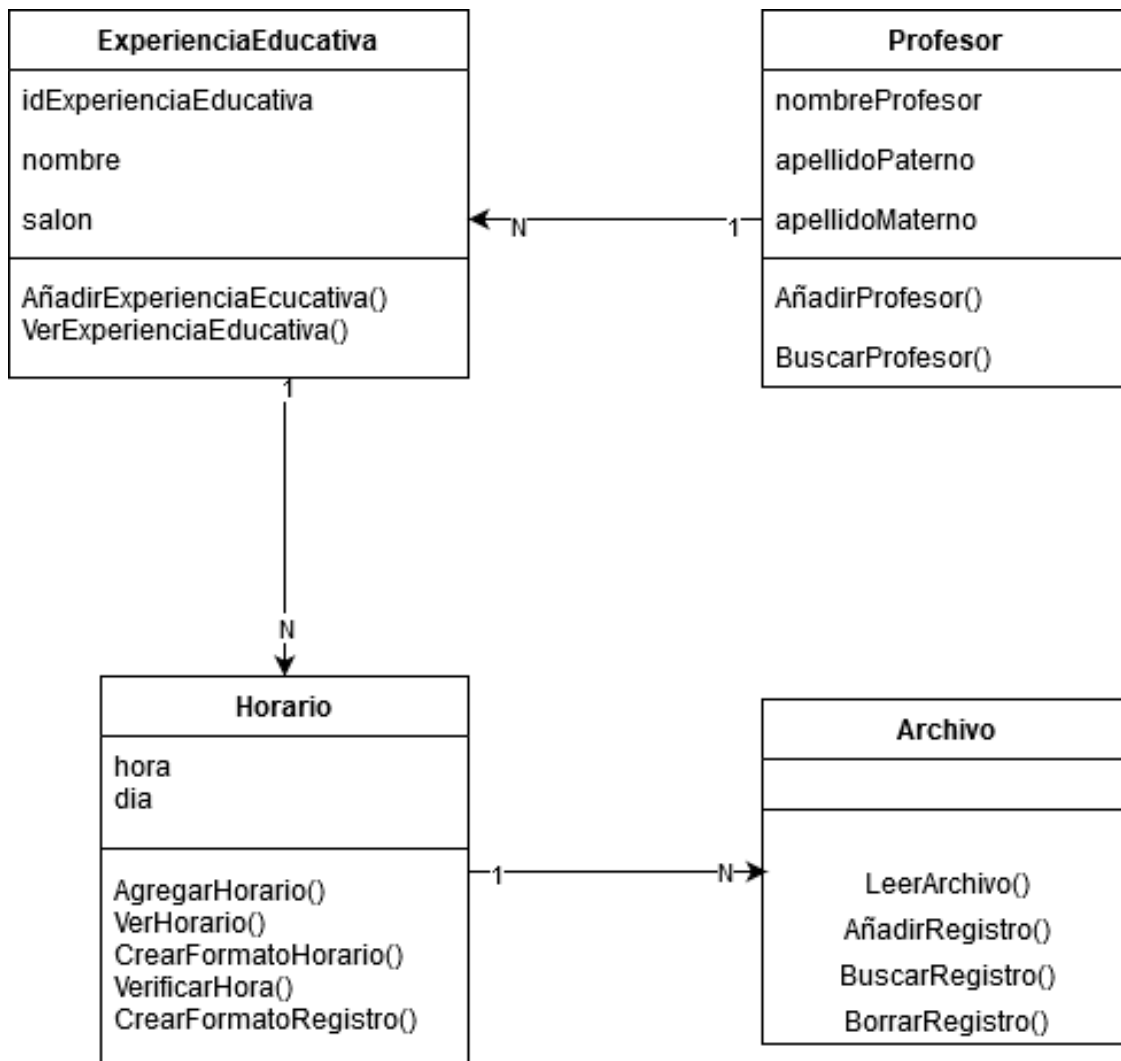 ExperienciaEducativa
idExperienciaEducativa
nombre
salon
AñadirExperienciaEcucativa()
VerExperienciaEducativa()
Profesor
nombreProfesor
apellidoPaterno
apellidoMaterno
AñadirProfesor()
BuscarProfesor()
N
1
1
N
Horario
hora
dia
AgregarHorario()
VerHorario()
CrearFormatoHorario()
VerificarHora()
CrearFormatoRegistro()
1
N
Archivo
LeerArchivo()
AñadirRegistro()
BuscarRegistro()
BorrarRegistro()